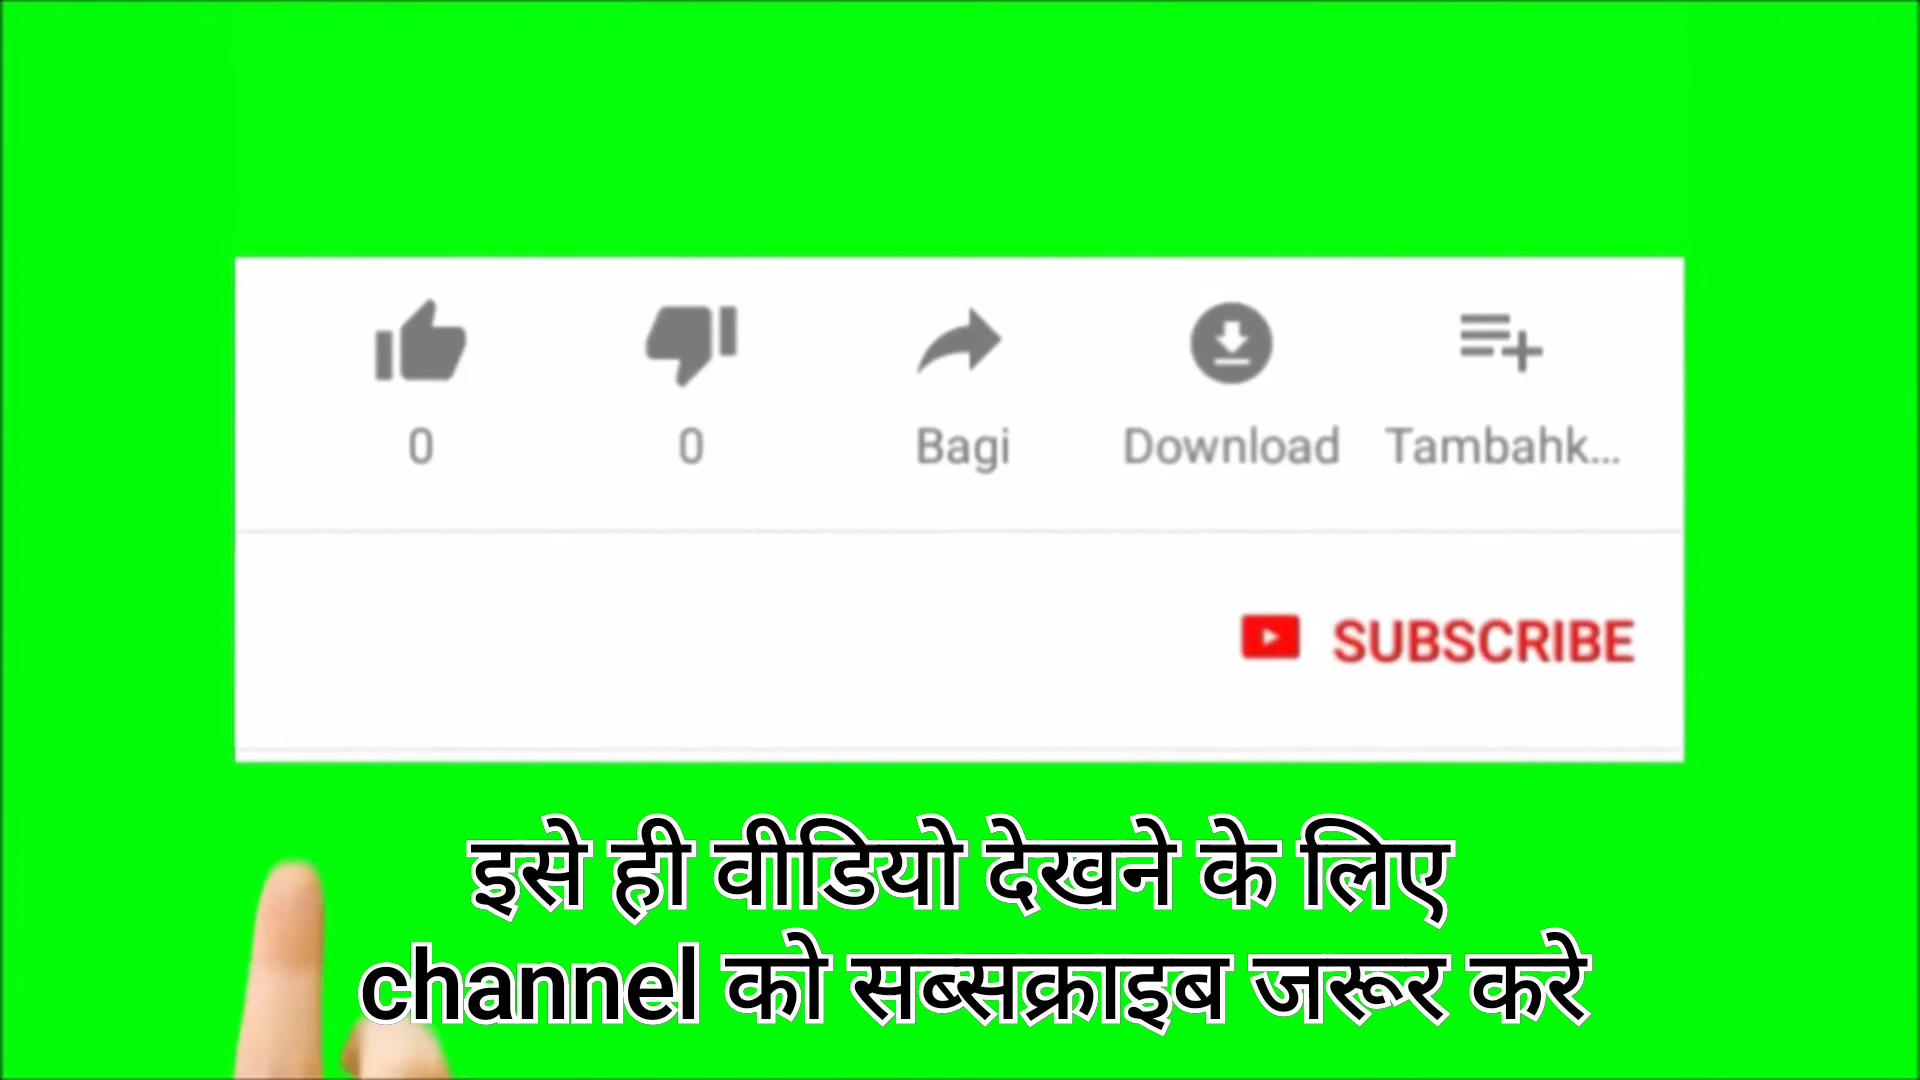 0 0 Bagi Download Tambahk...
SUBSCRIBE
इसे ही वीडियो देखने के लिए
channel को सब्सक्राइब जरूर करे